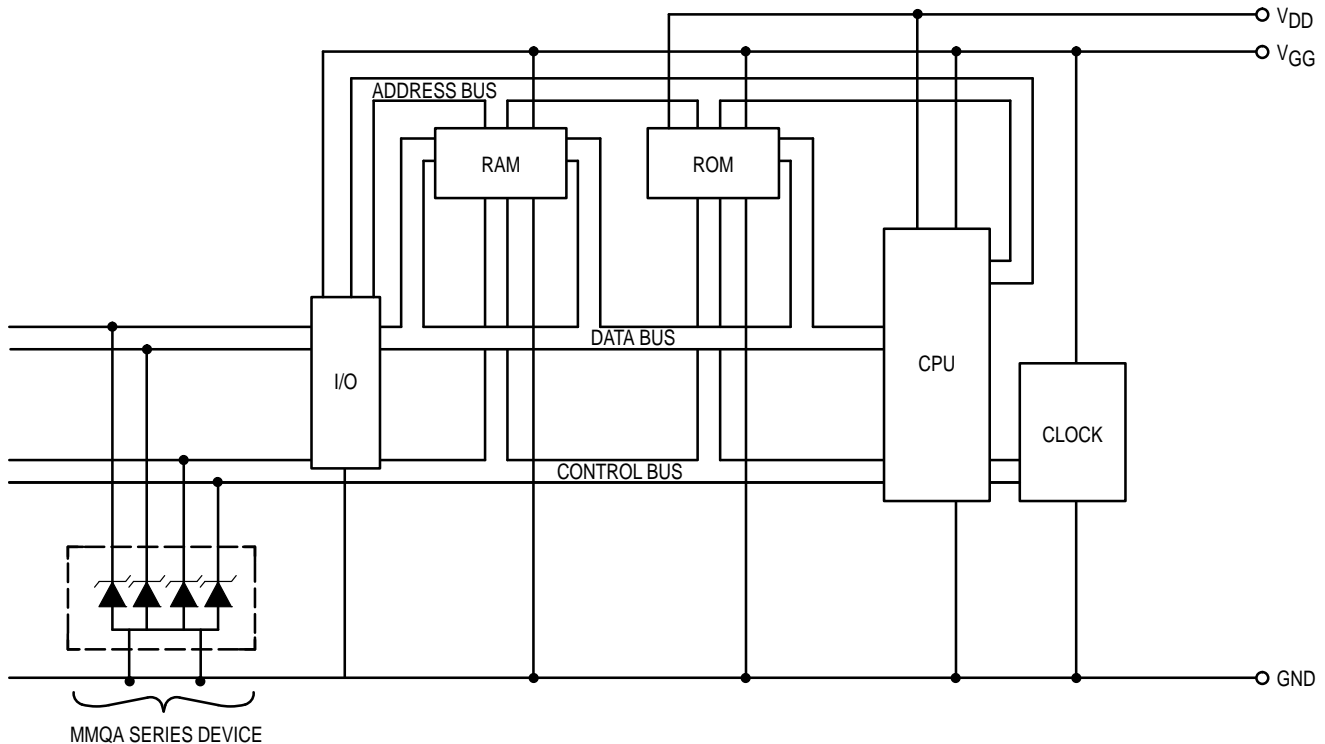 VDD
VGG
ADDRESS BUS
RAM
ROM
DATA BUS
CPU
I/O
CLOCK
CONTROL BUS
GND
MMQA SERIES DEVICE